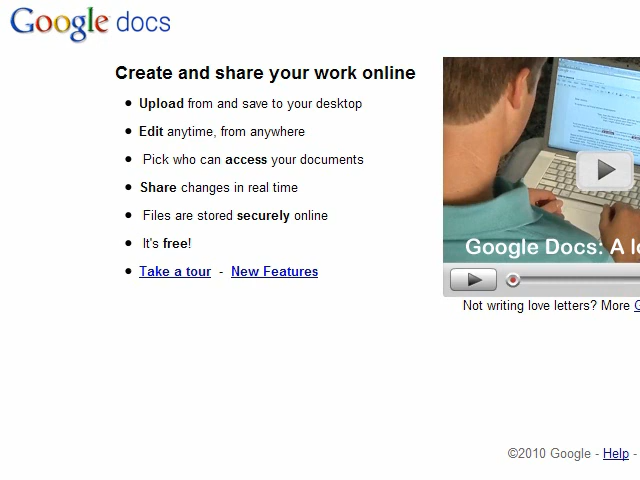 Google docs
Create and share your work online
Upload from and save to your desktop
Edit anytime, from anywhere
Pick who can access your documents
Share changes in real time
Files are stored securely online
It's free!
Take a tour - New Features
Google Docs: A
Not writing love letters? More
©2010 Google - Help -